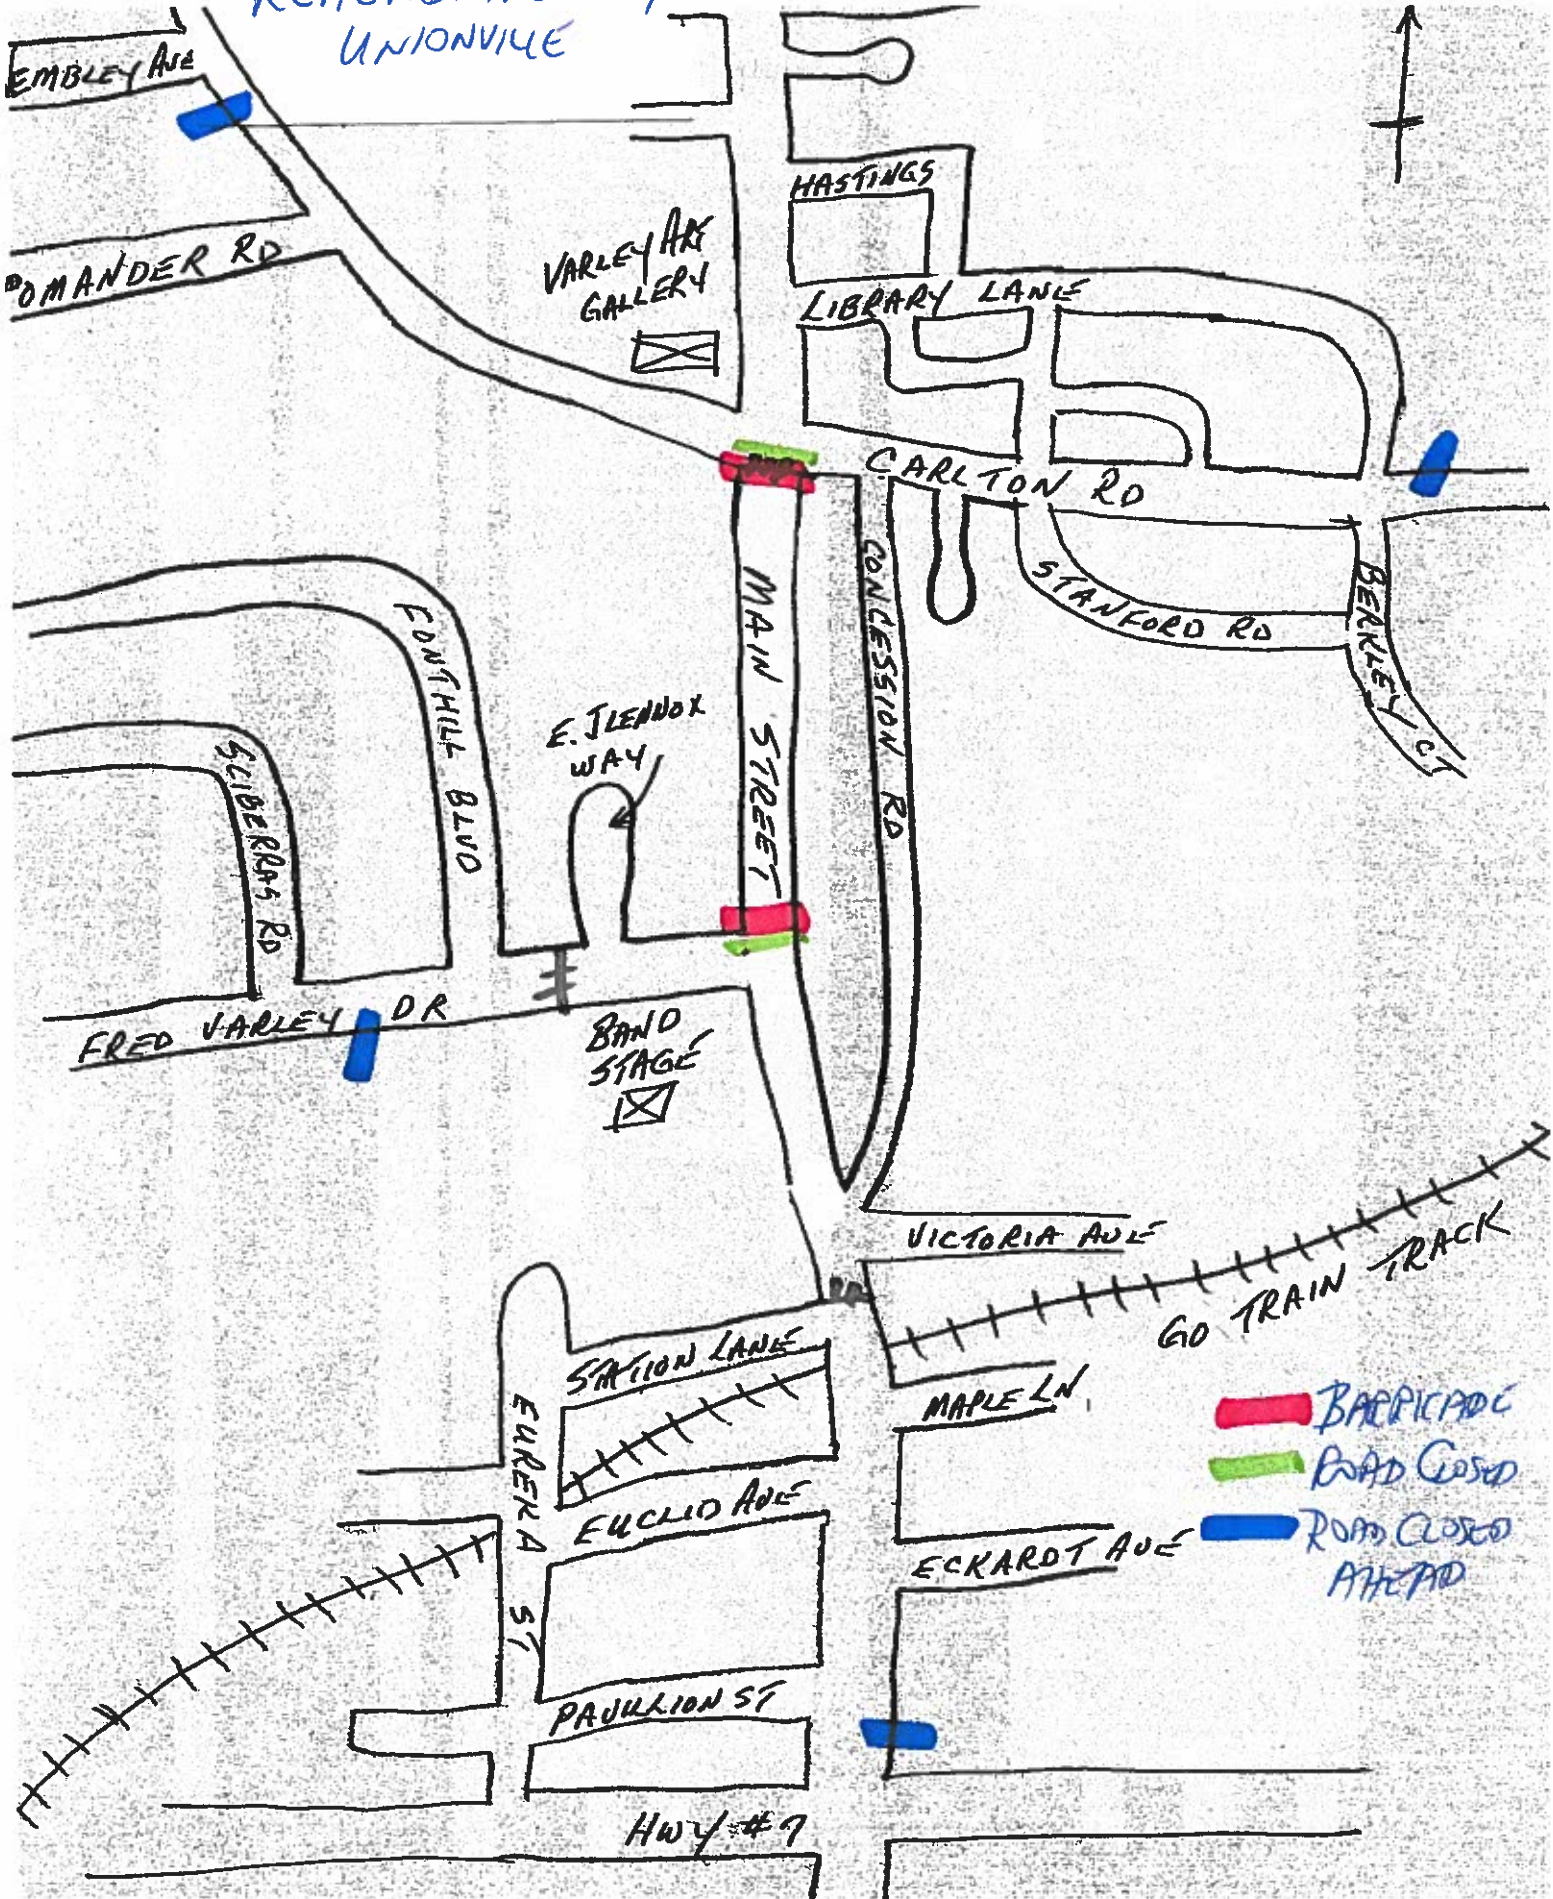 UNIONVILLE
EMBLEY AVE
HASTINGS
VARLEY ART
GALLERY
OMANDER RD
LIBRARY LANE
CARLTON RD
CONCESSION RD
STANFORD RD
BERKLEY CT
MAIN STREET
FONTHILL BLVD
E. J LENNOX
WAY
SCIBERRAS RD
FRED VARLEY DR
BAND
STAGE
VICTORIA AVE
GO TRAIN TRACK
STATION LANE
MAPLE LN
EUREKA ST
EUCLID AVE
ECKARDT AVE
BARRICADE
ROAD CLOSED
ROAD CLOSED
AHEAD
PAVILLION ST
HWY #7